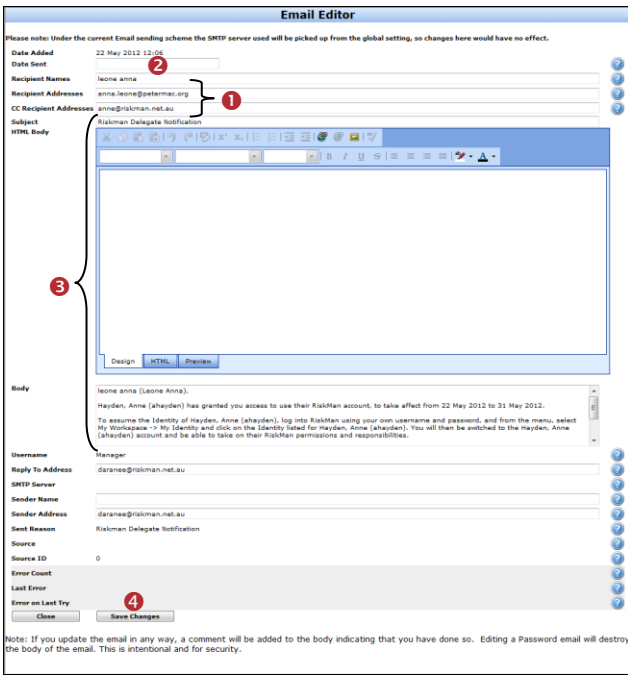 Email Editor
Please note: Under the current Email sending scheme the SMTP server used will be picked up from the global setting, so changes here would have no effect.
Date Added 22 May 2012 12:06
Date Sent 2
Recipient Names leone anna
Recipient Addresses anna.leone@petermac.org 1
CC Recipient Addresses anne@riskman.net.au
Subject Riskman Delegate Notification
HTML Body
B I U S A
3
Design HTML Preview
Body leone anna (Leone Anna),
Hayden, Anne (ahayden) has granted you access to use their RiskMan account, to take affect from 22 May 2012 to 31 May 2012.
To assume the Identity of Hayden, Anne (ahayden), log into RiskMan using your own username and password, and from the menu, select
My Workspace -> My Identity and click on the Identity listed for Hayden, Anne (ahayden). You will then be switched to the Hayden, Anne
(ahayden) account and be able to take on their RiskMan permissions and responsibilities.
Username Manager
Reply To Address daranee@riskman.net.au
SMTP Server
Sender Name
Sender Address daranee@riskman.net.au
Sent Reason Riskman Delegate Notification
Source
Source ID 0
Error Count
Last Error
Error on Last Try 4
Close Save Changes
Note: If you update the email in any way, a comment will be added to the body indicating that you have done so. Editing a Password email will destroy
the body of the email. This is intentional and for security.